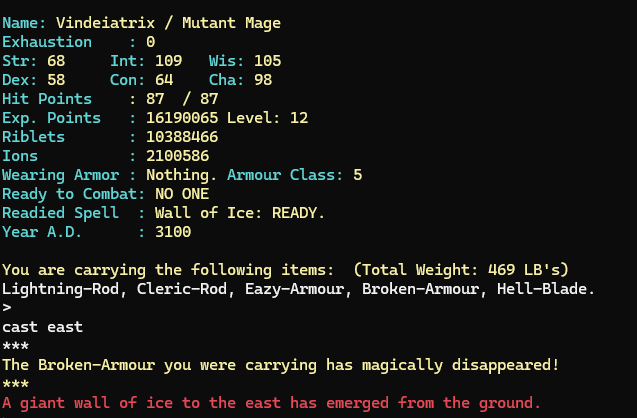 Name: Vindeiatrix / Mutant Mage
Exhaustion    : 0
Str: 68     Int: 109   Wis: 105
Dex: 58     Con: 64    Cha: 98
Hit Points    : 87  / 87
Exp. Points   : 16190065 Level: 12
Riblets       : 10388466
Ions          : 2100586
Wearing Armor : Nothing. Armour Class: 5
Ready to Combat: NO ONE
Readied Spell  : Wall of Ice: READY.
Year A.D.      : 3100
You are carrying the following items:  (Total Weight: 469 LB's)
Lightning-Rod, Cleric-Rod, Eazy-Armour, Broken-Armour, Hell-Blade.
>
cast east
***
The Broken-Armour you were carrying has magically disappeared!
***
A giant wall of ice to the east has emerged from the ground.